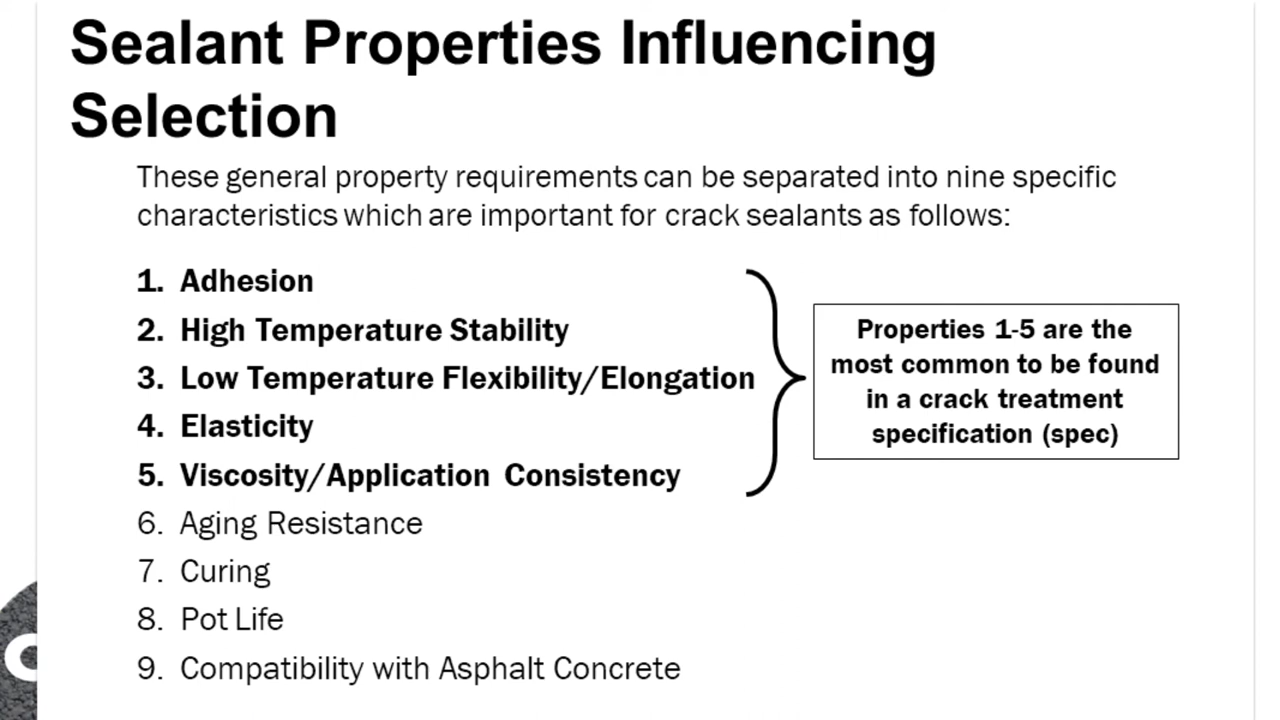 Sealant Properties Influencing
Selection
These general property requirements can be separated into nine specific
characteristics which are important for crack sealants as follows:
1. Adhesion
2. High Temperature Stability
3. Low Temperature Flexibility/Elongation
4. Elasticity
5. Viscosity/Application Consistency
6. Aging Resistance
7. Curing
8. Pot Life
9. Compatibility with Asphalt Concrete
Properties 1-5 are the
most common to be found
in a crack treatment
specification (spec)